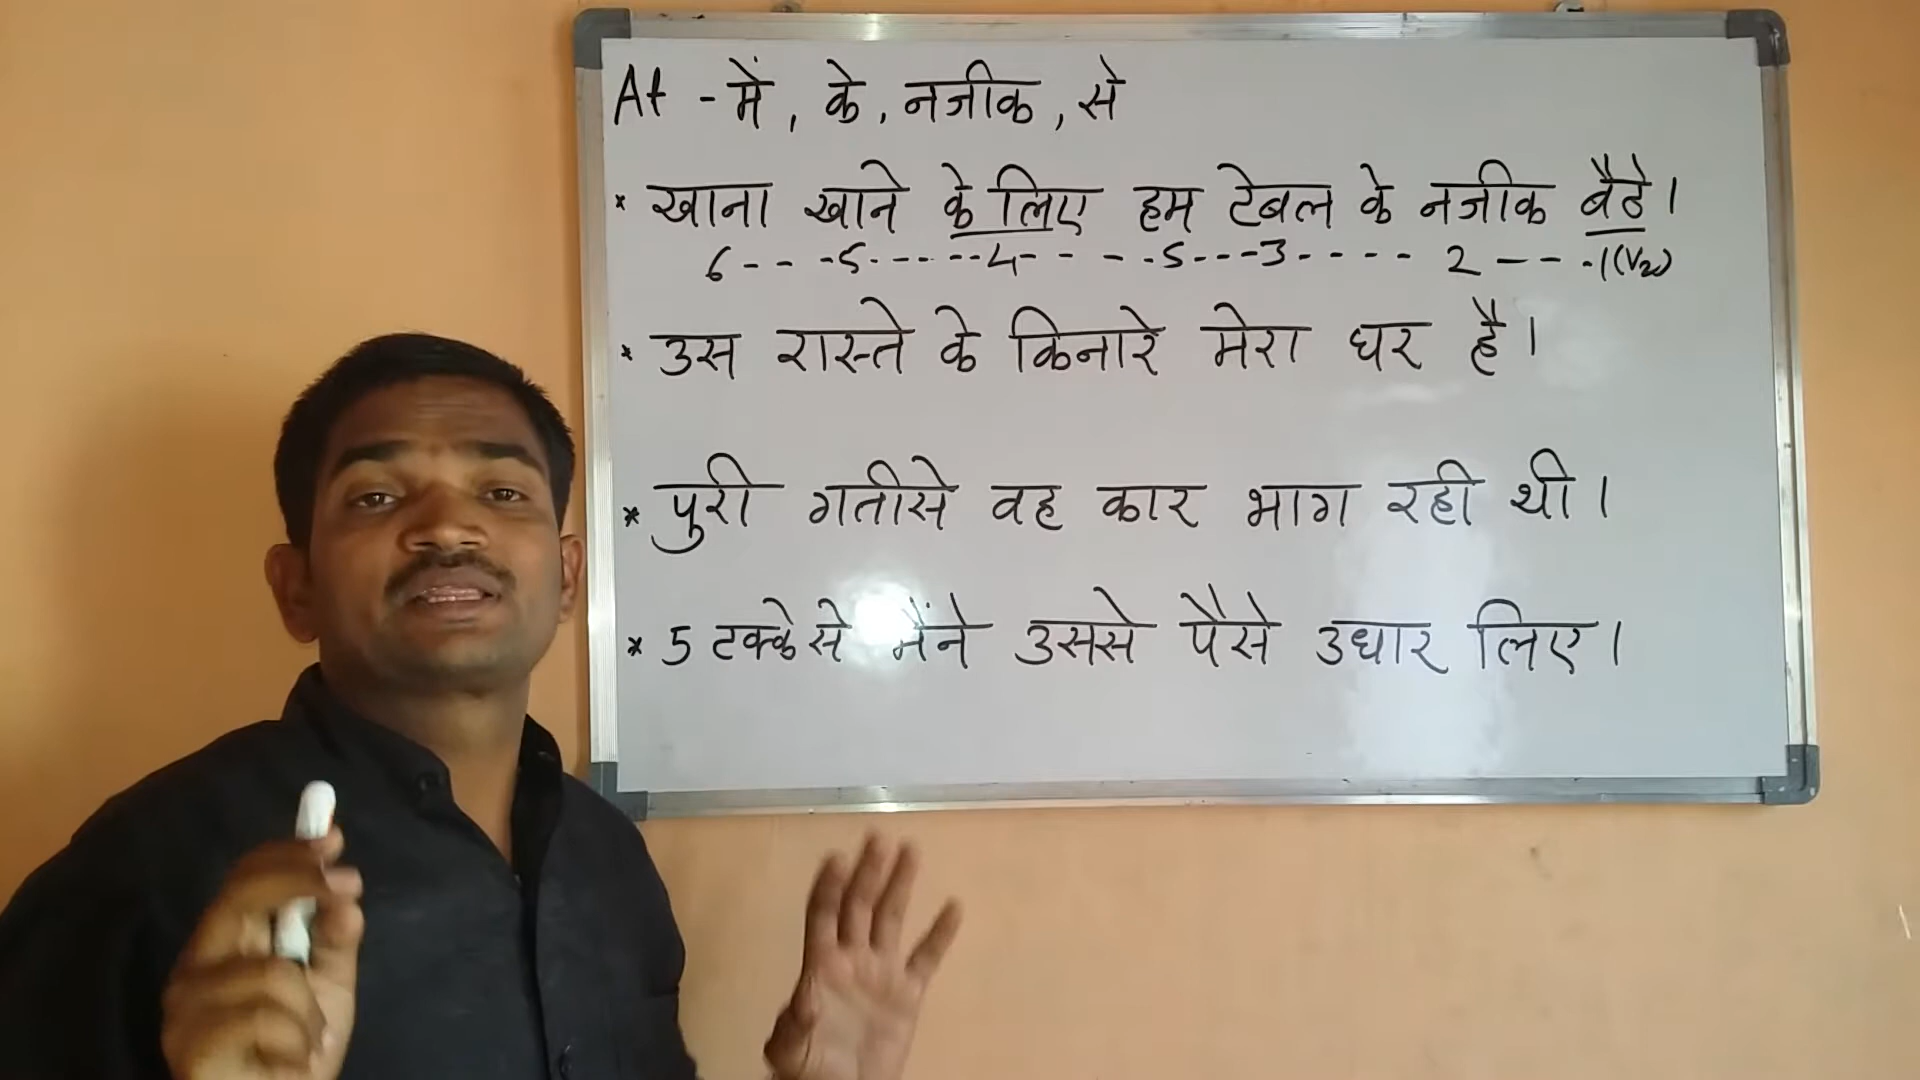 At - में, के, नजीक, से
* खाना खाने के लिए हम टेबल के नजीक बैठे।
6 - - - 5 - - - - - - 4 - - - - - 5 - - - 3 - - - - 2 - - - - 1 (V2)
* उस रास्ते के किनारे मेरा घर है।
* पुरी गतीसे वह कार भाग रही थी।
* 5 टक्के से मैंने उससे पैसे उधार लिए।